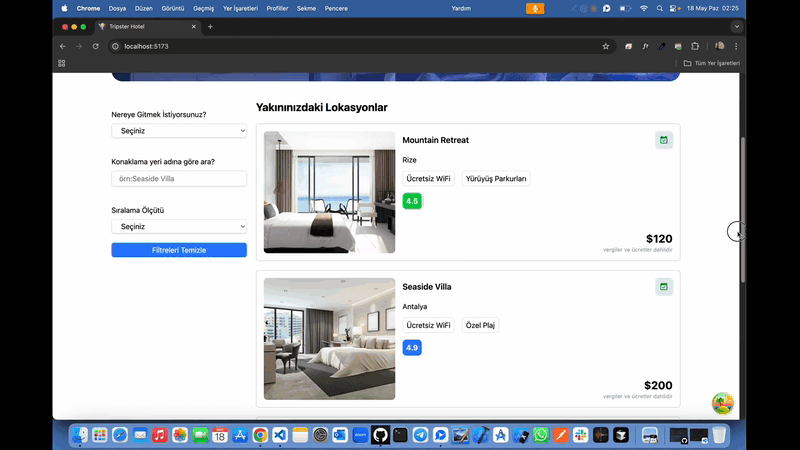 Chrome Dosya Düzen Görüntü Geçmiş Yer İşaretleri Profiller Sekme Pencere Yardım 18 May Paz 02:25
Tripster Hotel
localhost:5173
Tüm Yer İşaretleri
Nereye Gitmek İstiyorsunuz?
Seçiniz
Konaklama yeri adına göre ara?
örn:Seaside Villa
Sıralama Ölçütü
Seçiniz
Filtreleri Temizle
Yakınınızdaki Lokasyonlar
Mountain Retreat
Rize
Ücretsiz WiFi Yürüyüş Parkurları
4.5
$120
vergiler ve ücretler dahildir
Seaside Villa
Antalya
Ücretsiz WiFi Özel Plaj
4.9
$200
vergiler ve ücretler dahildir